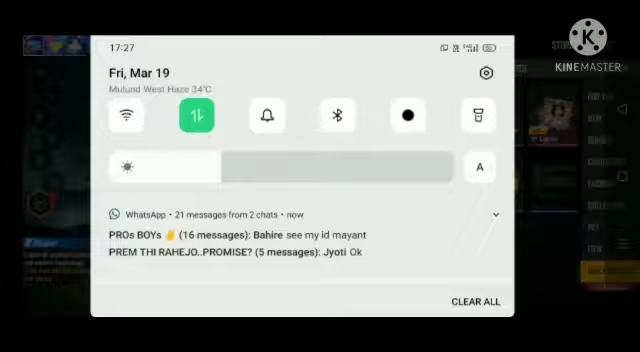 17:27
Fri, Mar 19
Mulund West Haze 34°C
A
WhatsApp • 21 messages from 2 chats • now
PROs BOYs ✌️ (16 messages): Bahire see my id mayant
PREM THI RAHEJO..PROMISE? (5 messages): Jyoti Ok
CLEAR ALL
K
KINEMASTER